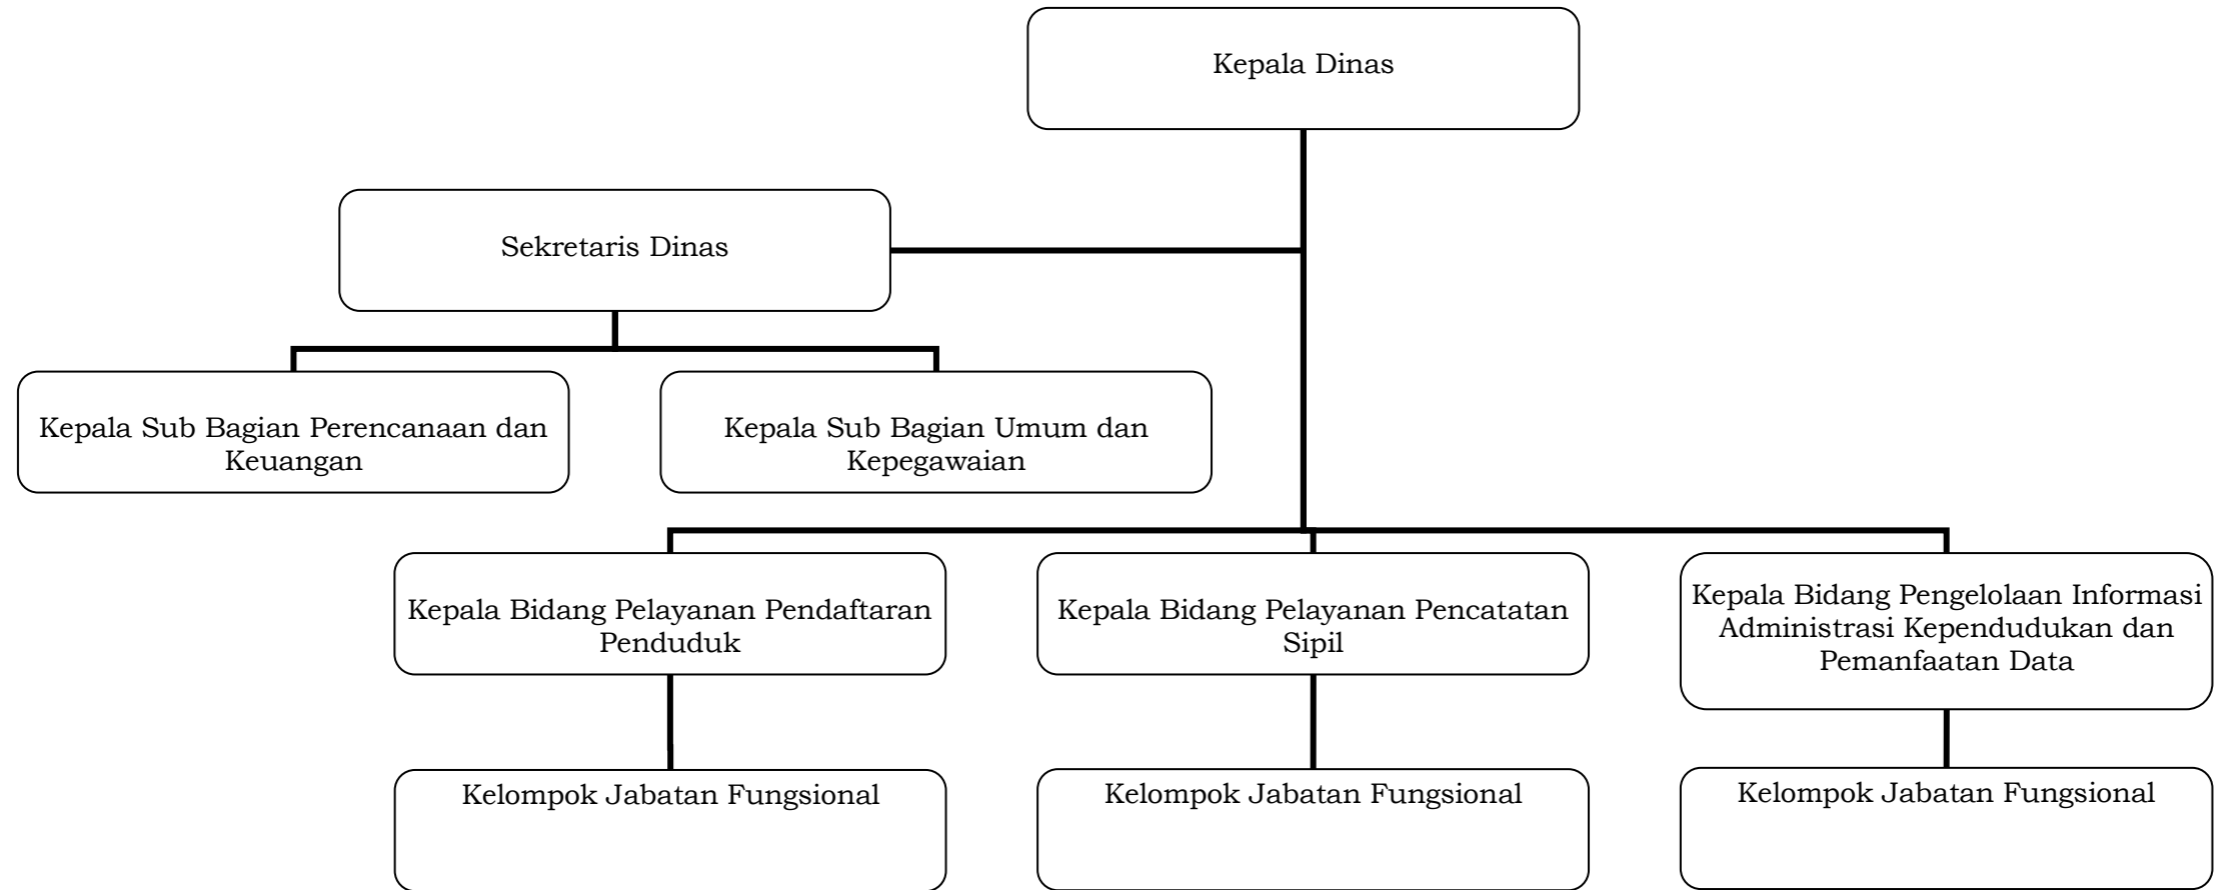 Kepala Dinas
Sekretaris Dinas
Kepala Sub Bagian Perencanaan dan
Keuangan
Kepala Sub Bagian Umum dan
Kepegawaian
Kepala Bidang Pelayanan Pendaftaran
Penduduk
Kepala Bidang Pelayanan Pencatatan
Sipil
Kepala Bidang Pengelolaan Informasi
Administrasi Kependudukan dan
Pemanfaatan Data
Kelompok Jabatan Fungsional
Kelompok Jabatan Fungsional
Kelompok Jabatan Fungsional